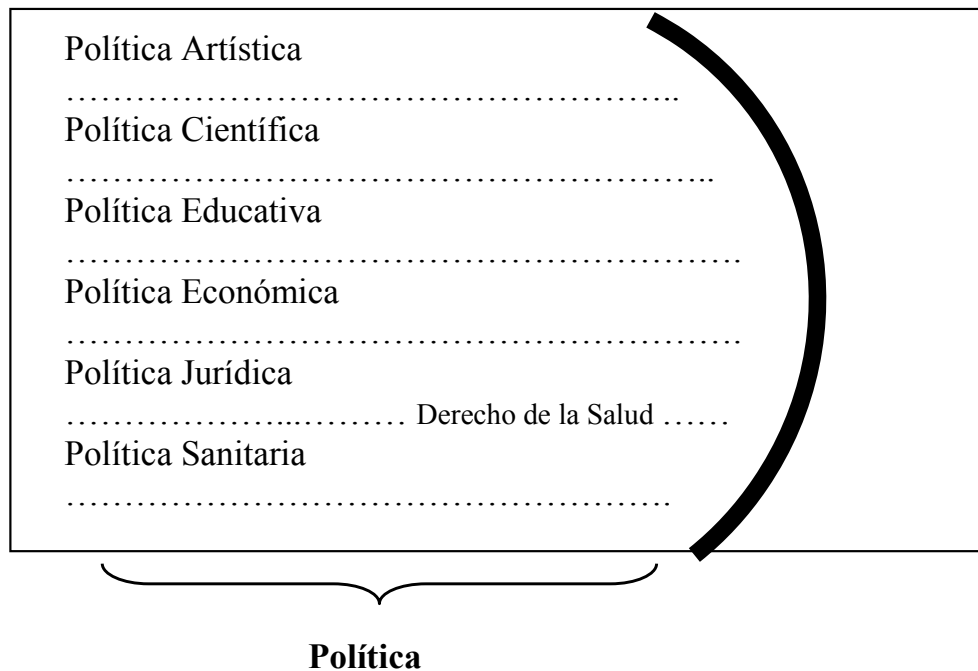 Política Artística
…………………………………………………..
Política Científica
……………………………………………………..
Política Educativa
……………………………………………………….
Política Económica
……………………………………………………….
Política Jurídica
………………...……… Derecho de la Salud ……
Política Sanitaria
………………………………………………….
Política